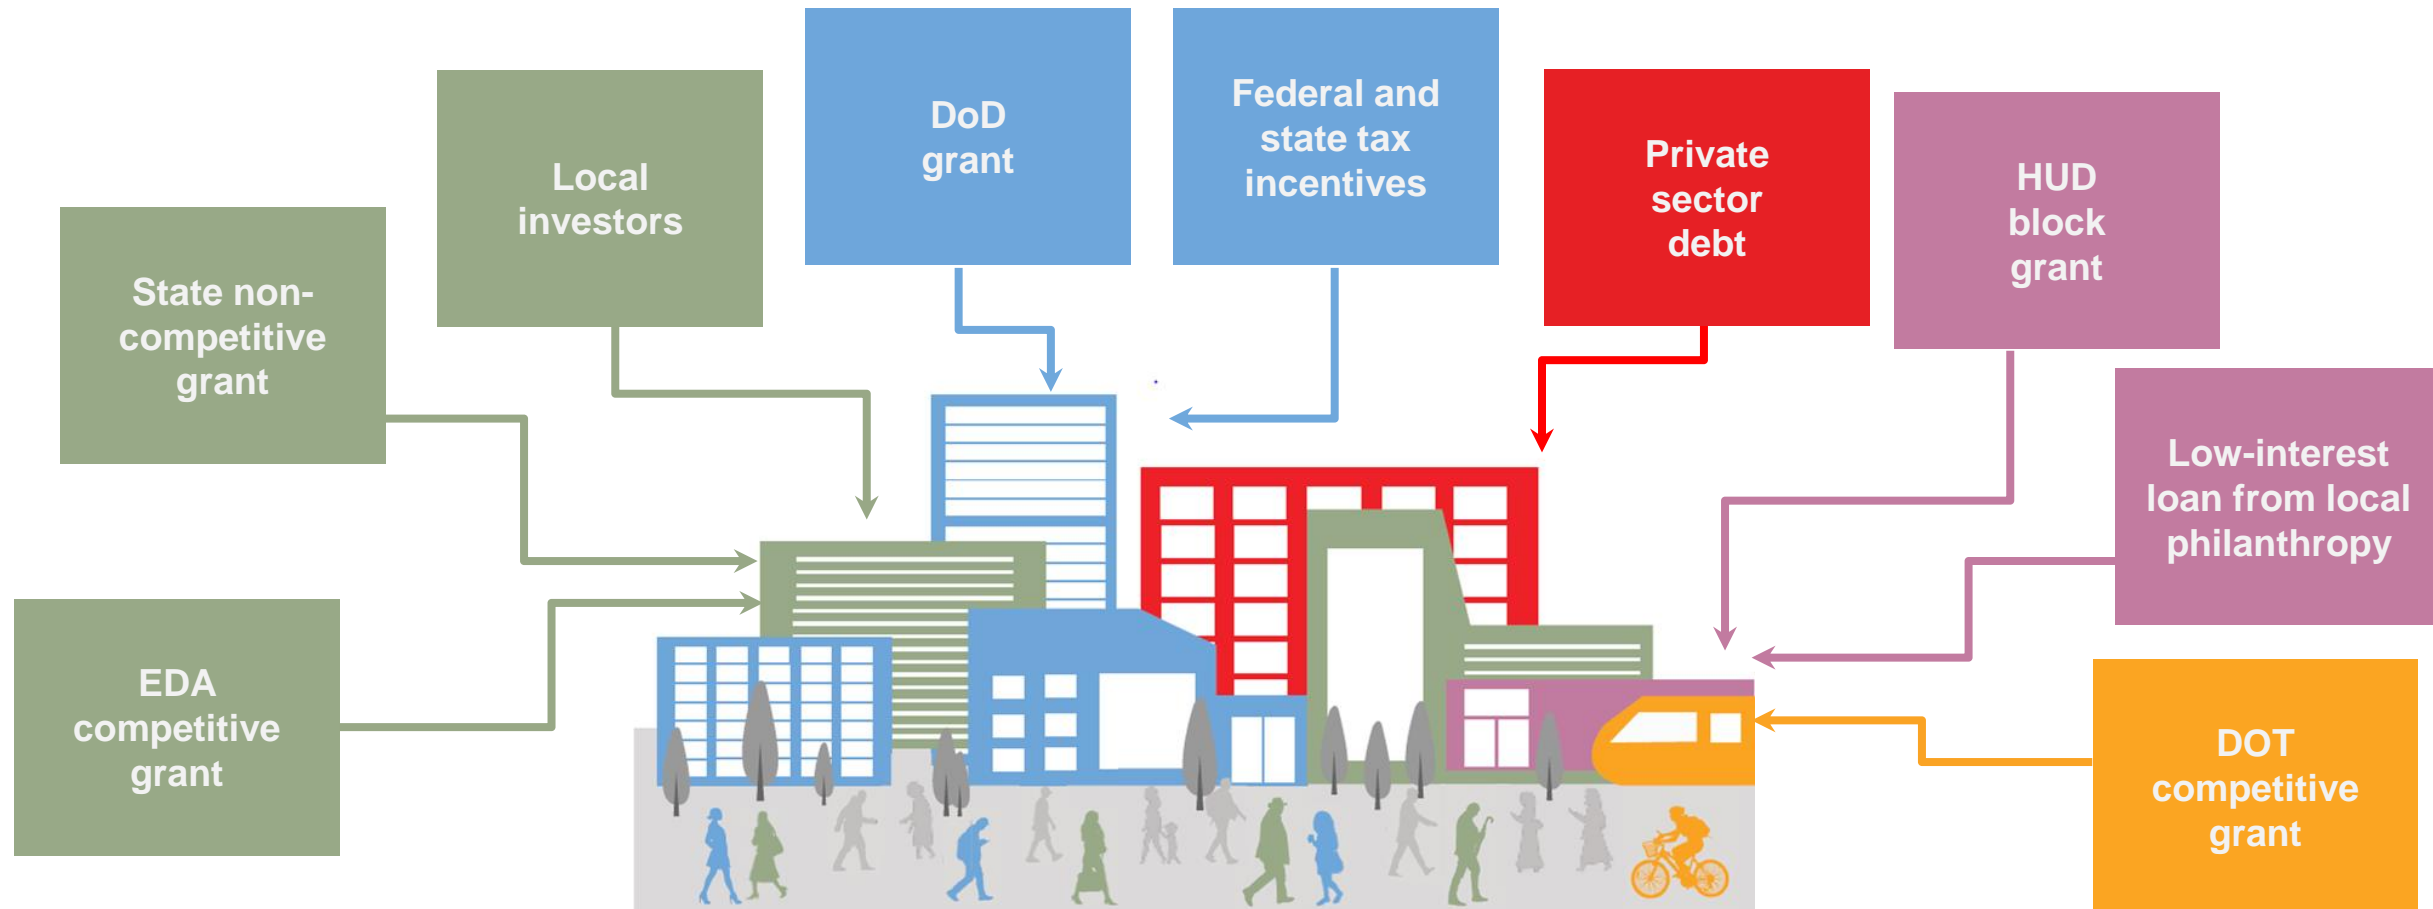 DoD
grant
Federal and
state tax
incentives
Local
investors
Private
sector
debt
HUD
block
grant
State non-
competitive
grant
Low-interest
loan from local
philanthropy
EDA
competitive
grant
DOT
competitive
grant